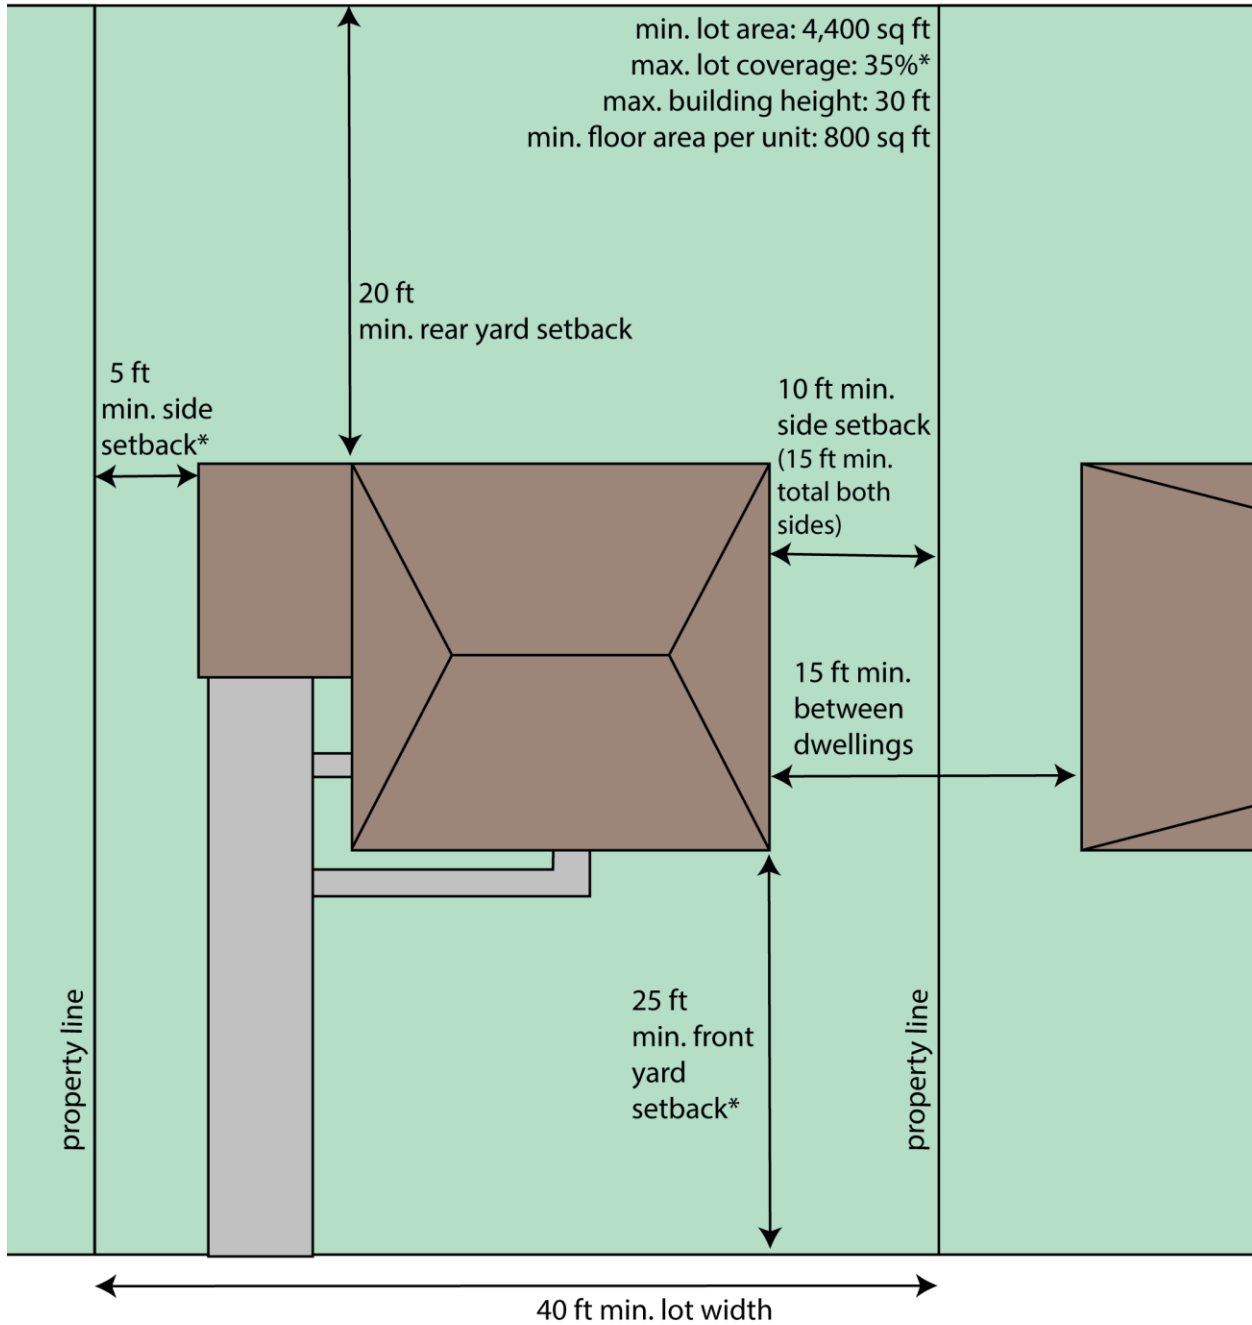 min. lot area: 4,400 sq ft
max. lot coverage: 35%*
max. building height: 30 ft
min. floor area per unit: 800 sq ft
20 ft
min. rear yard setback
5 ft
min. side
setback*
10 ft min.
side setback
(15 ft min.
total both
sides)
15 ft min.
between
dwellings
25 ft
min. front
yard
setback*
property line
property line
40 ft min. lot width